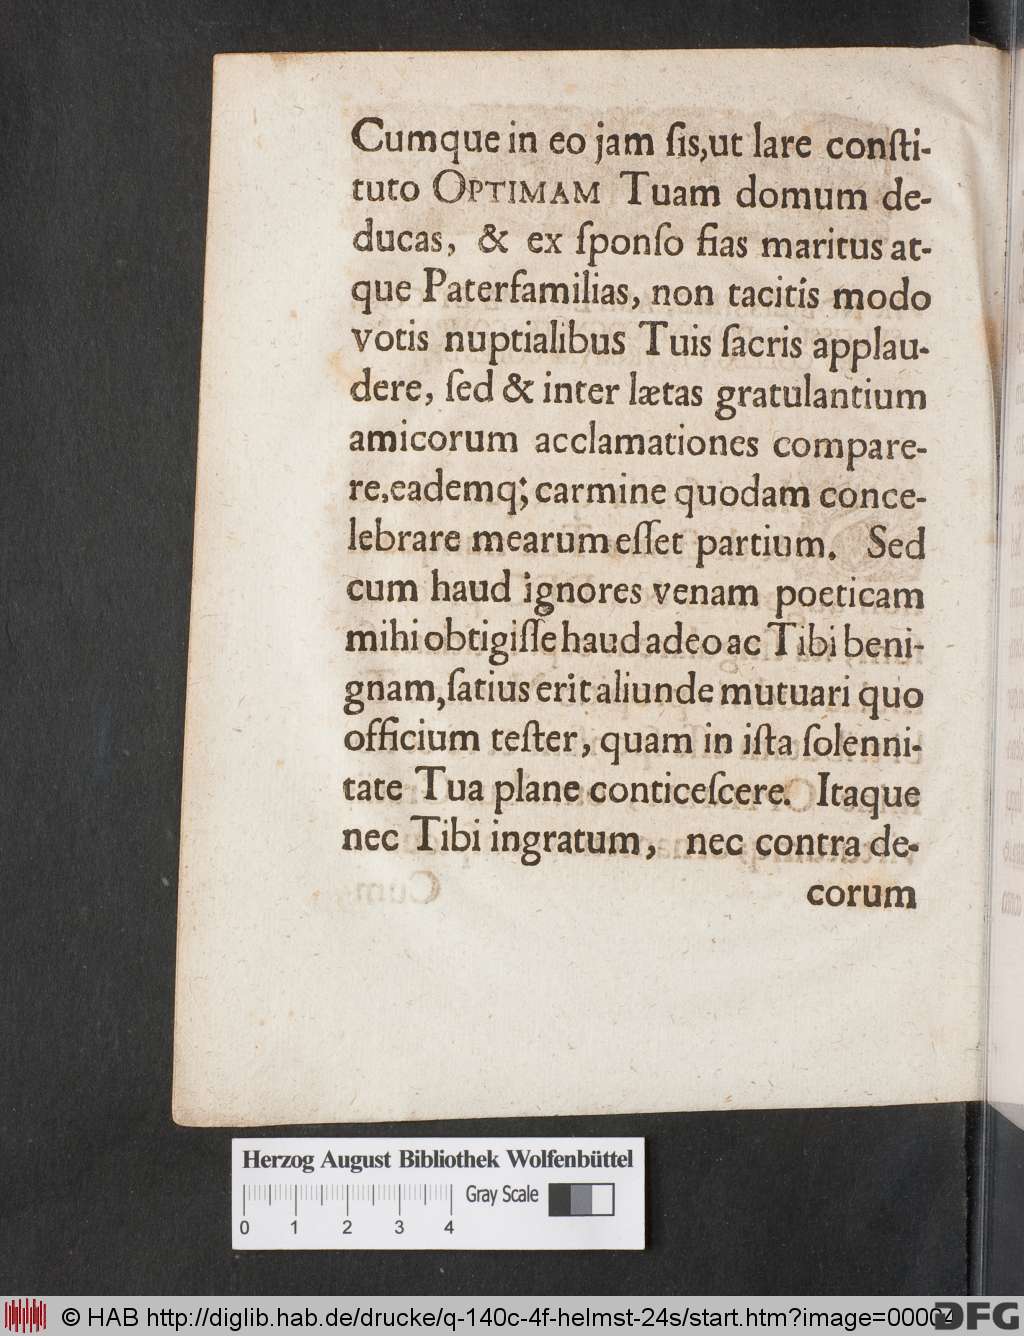 Cumque in eo jam ſis,ut lare conſti-
tuto OPTIMAM Tuam domum de-
ducas, & ex ſponſo fias maritus at-
que Paterfamilias, non tacitis modo
votis nuptialibus Tuis ſacris applau-
dere, ſed & inter lætas gratulantium
amicorum acclamationes compare-
re,eademq; carmine quodam conce-
lebrare mearum eſſet partium. Sed
cum haud ignores venam poeticam
mihi obtigiſſe haud adeo ac Tibi beni-
gnam,ſatius erit aliunde mutuari quo
officium teſter, quam in iſta ſolenni-
tate Tua plane conticeſcere. Itaque
nec Tibi ingratum, nec contra de-
corum
Herzog August Bibliothek Wolfenbüttel
Gray Scale
0 1 2 3 4
© HAB http://diglib.hab.de/drucke/q-140c-4f-helmst-24s/start.htm?image=00004
DFG